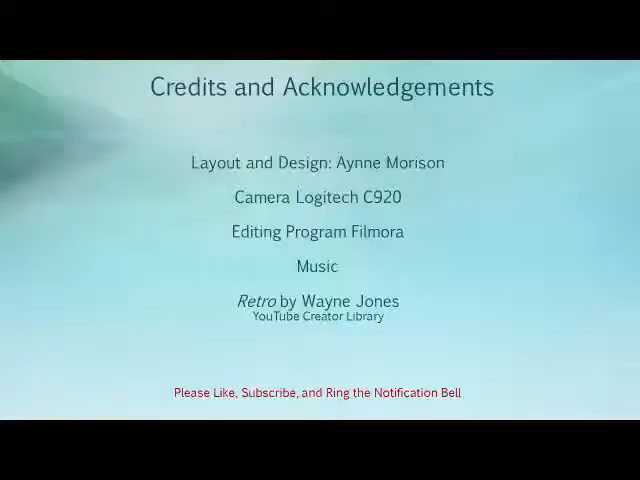 Credits and Acknowledgements
Layout and Design: Aynne Morison
Camera Logitech C920
Editing Program Filmora
Music
Retro by Wayne Jones
YouTube Creator Library
Please Like, Subscribe, and Ring the Notification Bell